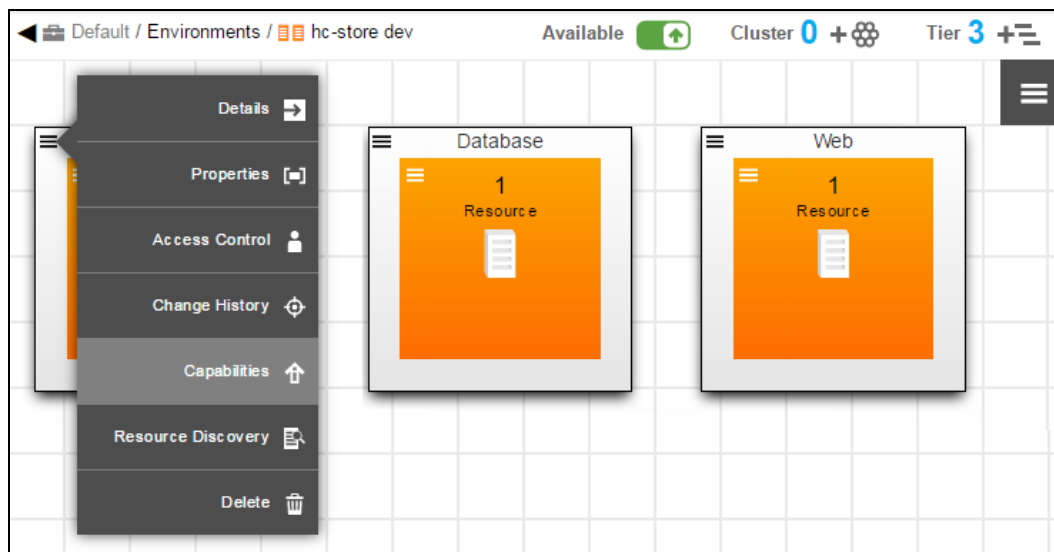 Default / Environments / hc-store dev Available Cluster 0 + Tier 3 +
Details
Properties
Access Control
Change History
Capabilities
Resource Discovery
Delete
Database
1
Resource
Web
1
Resource